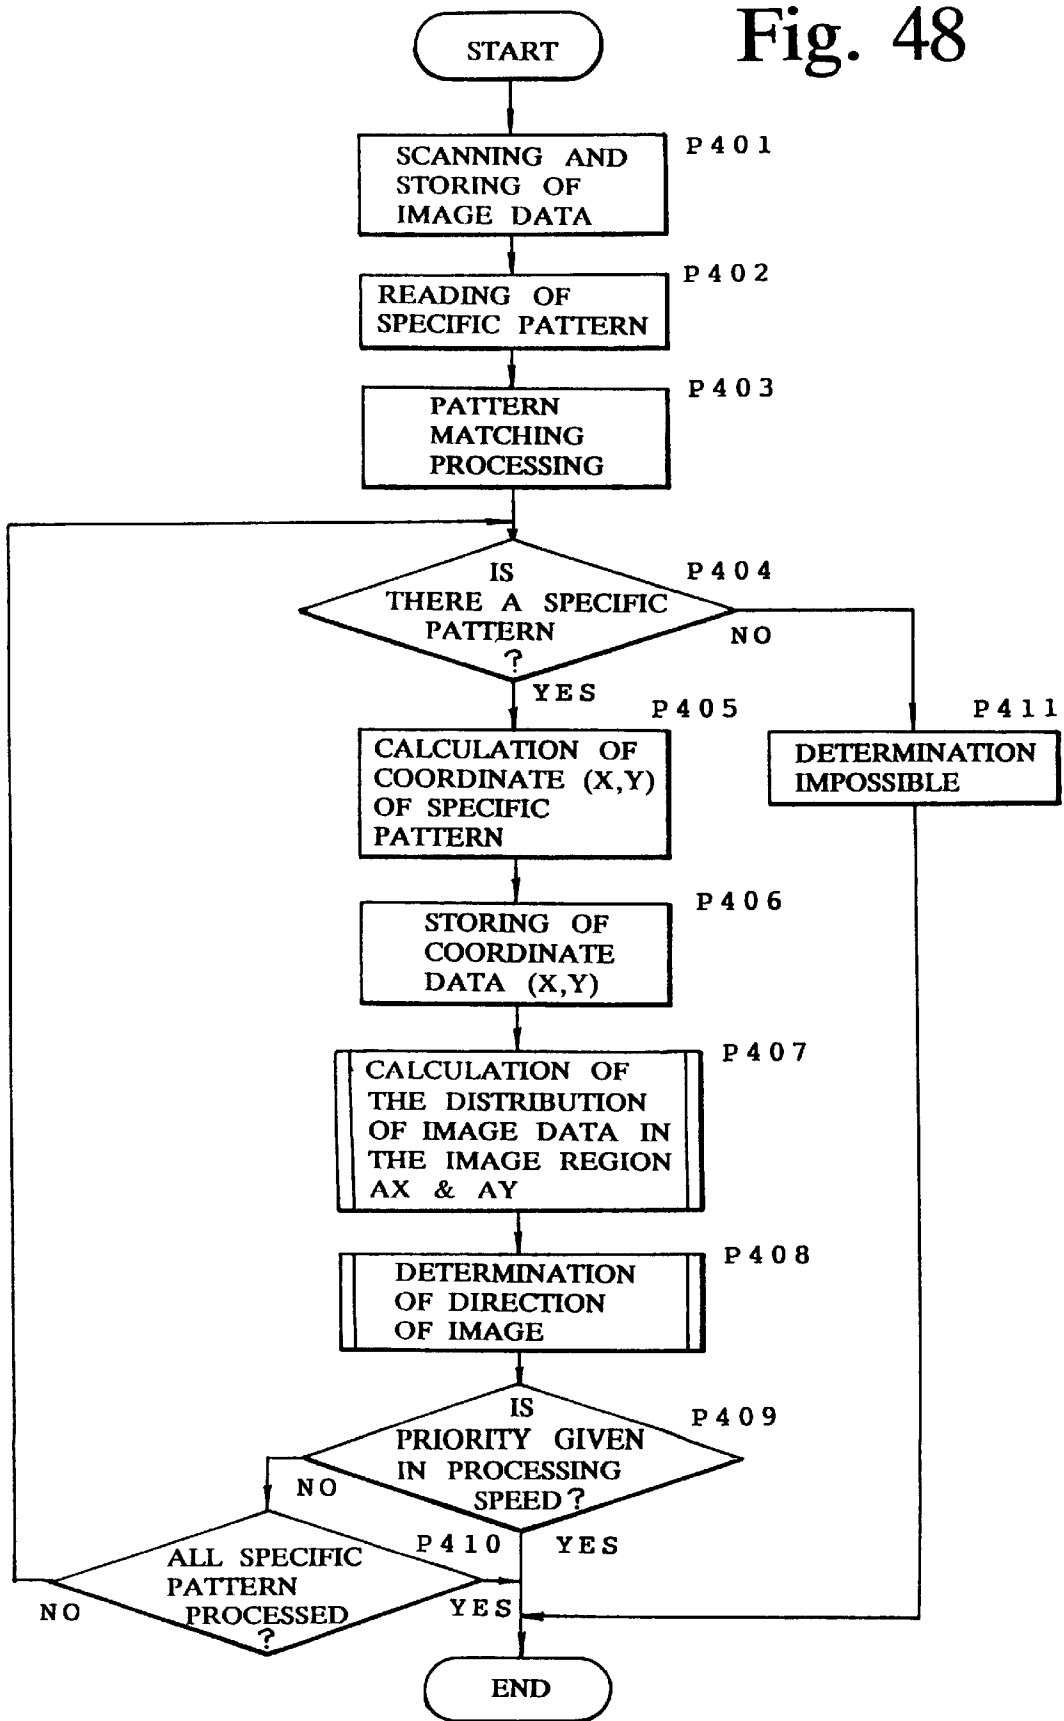 Fig. 48
START
P401
SCANNING AND
STORING OF
IMAGE DATA
P402
READING OF
SPECIFIC PATTERN
P403
PATTERN
MATCHING
PROCESSING
P404
IS
THERE A SPECIFIC
PATTERN
?
NO
YES
P405
CALCULATION OF
COORDINATE (X,Y)
OF SPECIFIC
PATTERN
P411
DETERMINATION
IMPOSSIBLE
P406
STORING OF
COORDINATE
DATA (X,Y)
P407
CALCULATION OF
THE DISTRIBUTION
OF IMAGE DATA IN
THE IMAGE REGION
AX & AY
P408
DETERMINATION
OF DIRECTION
OF IMAGE
P409
IS
PRIORITY GIVEN
IN PROCESSING
SPEED?
NO
YES
P410
ALL SPECIFIC
PATTERN
PROCESSED
?
NO
YES
END